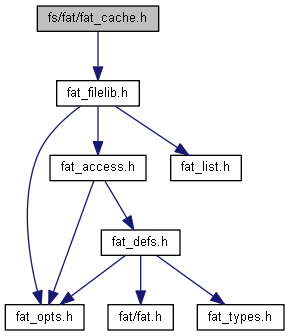 fs/fat/fat_cache.h
fat_filelib.h
fat_access.h
fat_list.h
fat_defs.h
fat_opts.h
fat/fat.h
fat_types.h